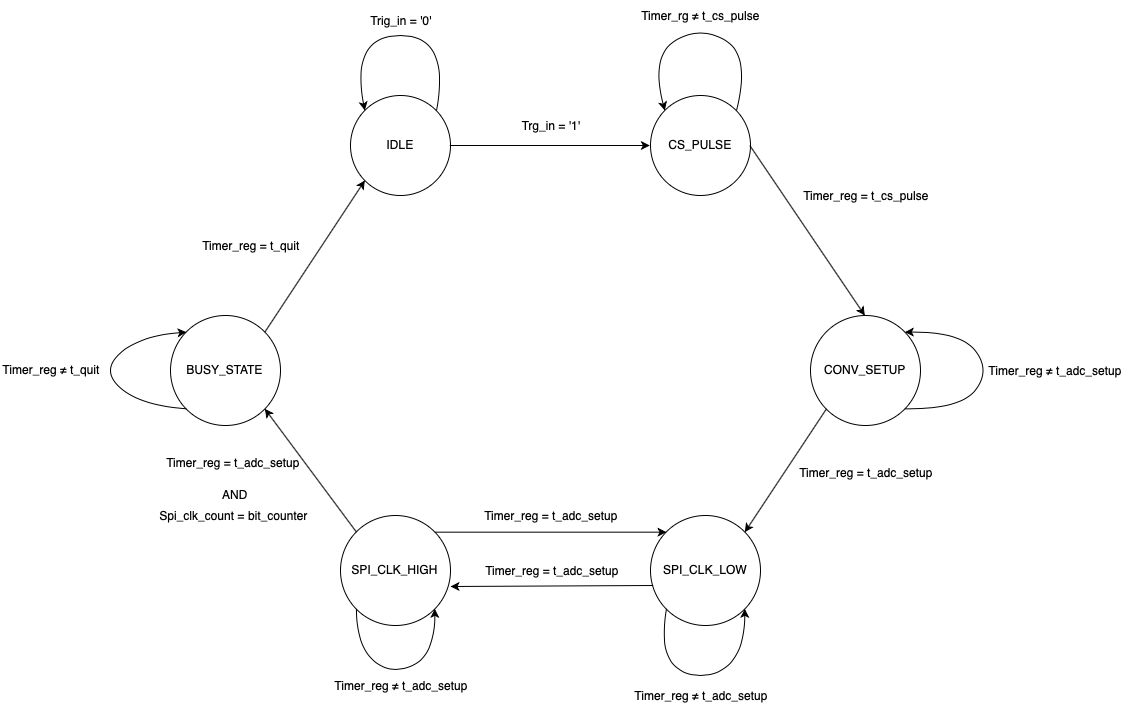 Timer_rg ≠ t_cs_pulse
Trig_in = '0'
Trg_in = '1'
IDLE
CS_PULSE
Timer_reg = t_cs_pulse
Timer_reg = t_quit
Timer_reg ≠ t_quit
BUSY_STATE
CONV_SETUP
Timer_reg ≠ t_adc_setup
Timer_reg = t_adc_setup
AND
Spi_clk_count = bit_counter
Timer_reg = t_adc_setup
Timer_reg = t_adc_setup
Timer_reg = t_adc_setup
SPI_CLK_HIGH
SPI_CLK_LOW
Timer_reg ≠ t_adc_setup
Timer_reg ≠ t_adc_setup